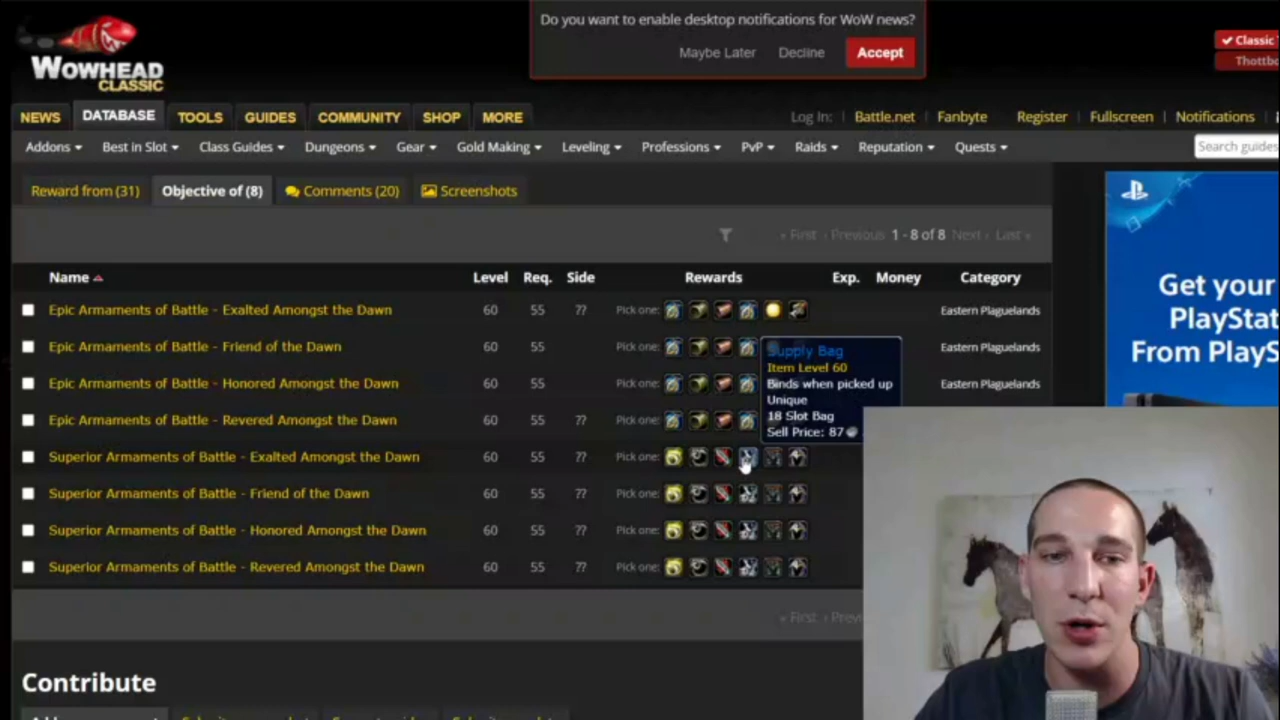 Do you want to enable desktop notifications for WoW news?
Maybe Later Decline Accept
WOWHEAD
CLASSIC
Classic
Thottb
NEWS DATABASE TOOLS GUIDES COMMUNITY SHOP MORE
Log In: Battle.net Fanbyte Register Fullscreen Notifications
Addons Best in Slot Class Guides Dungeons Gear Gold Making Leveling Professions PvP Raids Reputation Quests Search guides
Reward from (31) Objective of (8) Comments (20) Screenshots
« First ‹ Previous 1 - 8 of 8 Next › Last »
Name Level Req. Side Rewards Exp. Money Category
Epic Armaments of Battle - Exalted Amongst the Dawn 60 55 ?? Pick one: Eastern Plaguelands
Epic Armaments of Battle - Friend of the Dawn 60 55 ?? Pick one: Eastern Plaguelands
Epic Armaments of Battle - Honored Amongst the Dawn 60 55 ?? Pick one: Eastern Plaguelands
Epic Armaments of Battle - Revered Amongst the Dawn 60 55 ?? Pick one:
Superior Armaments of Battle - Exalted Amongst the Dawn 60 55 ?? Pick one:
Superior Armaments of Battle - Friend of the Dawn 60 55 ?? Pick one:
Superior Armaments of Battle - Honored Amongst the Dawn 60 55 ?? Pick one:
Superior Armaments of Battle - Revered Amongst the Dawn 60 55 ?? Pick one:
Supply Bag
Item Level 60
Binds when picked up
Unique
18 Slot Bag
Sell Price: 87
« First ‹ Previ
Get your
PlayStat
From PlayS
Contribute